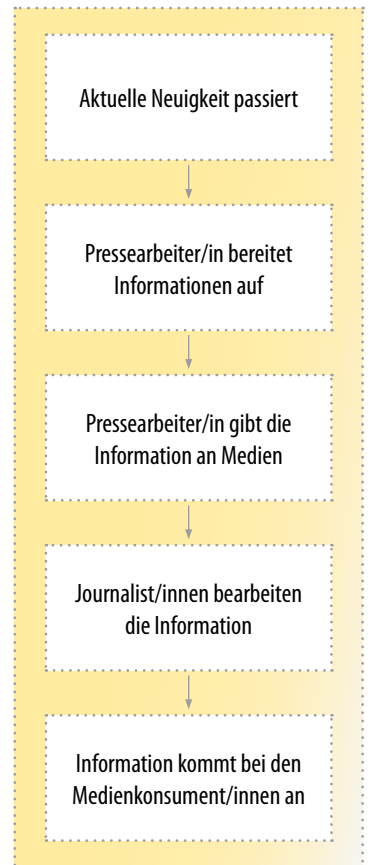 Aktuelle Neuigkeit passiert
Pressearbeiter/in bereitet
Informationen auf
Pressearbeiter/in gibt die
Information an Medien
Journalist/innen bearbeiten
die Information
Information kommt bei den
Medienkonsument/innen an